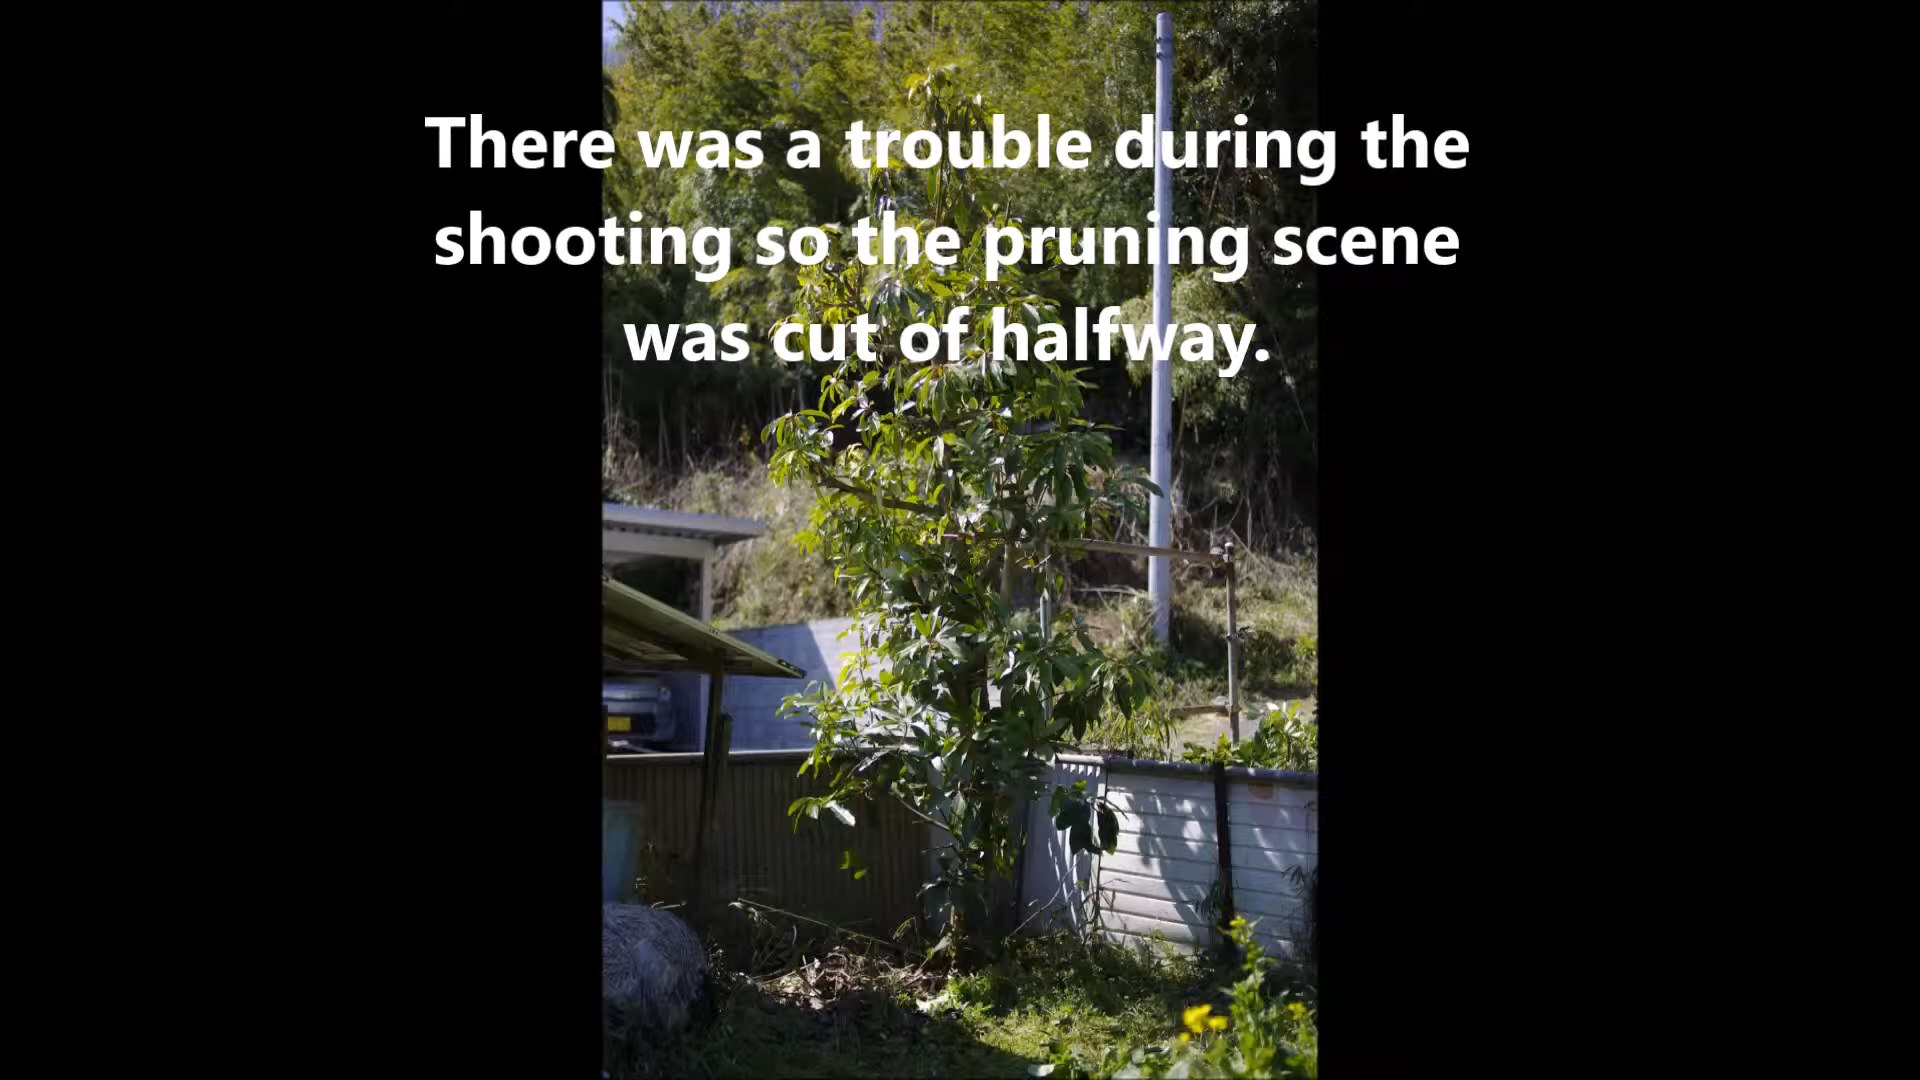 There was a trouble during the
shooting so the pruning scene
was cut of halfway.